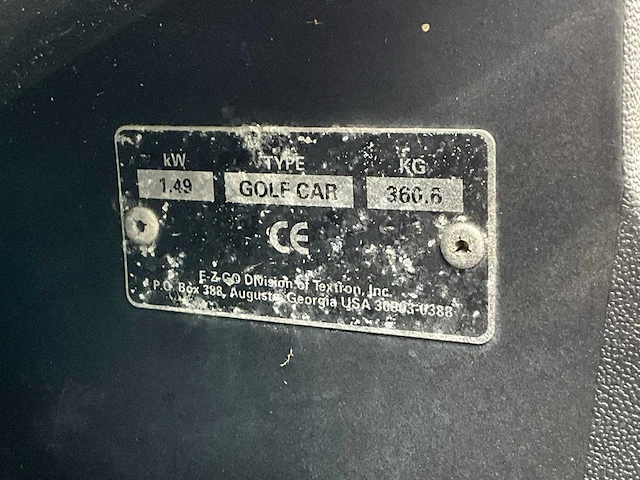 kW TYPE KG
1.49 GOLF CAR 360.6
CE
E-Z-GO Division of Textron, Inc.
P.O. Box 388, Augusta, Georgia USA 30903-0388